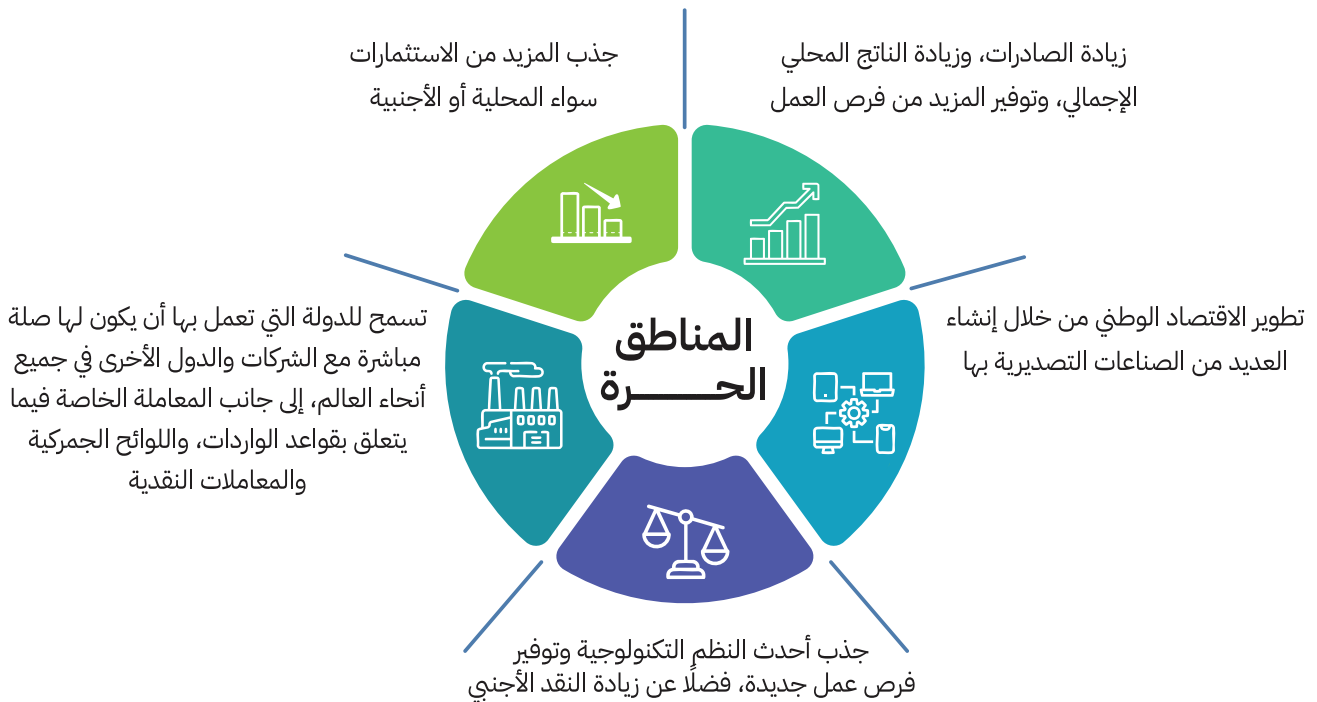 زيادة الصادرات، وزيادة الناتج المحلي
الإجمالي، وتوفير المزيد من فرص العمل
جذب المزيد من الاستثمارات
سواء المحلية أو الأجنبية
المناطق
الحـــــرة
تطوير الاقتصاد الوطني من خلال إنشاء
العديد من الصناعات التصديرية بها
تسمح للدولة التي تعمل بها أن يكون لها صلة
مباشرة مع الشركات والدول الأخرى في جميع
أنحاء العالم، إلى جانب المعاملة الخاصة فيما
يتعلق بقواعد الواردات، واللوائح الجمركية
والمعاملات النقدية
جذب أحدث النظم التكنولوجية وتوفير
فرص عمل جديدة، فضلًا عن زيادة النقد الأجنبي